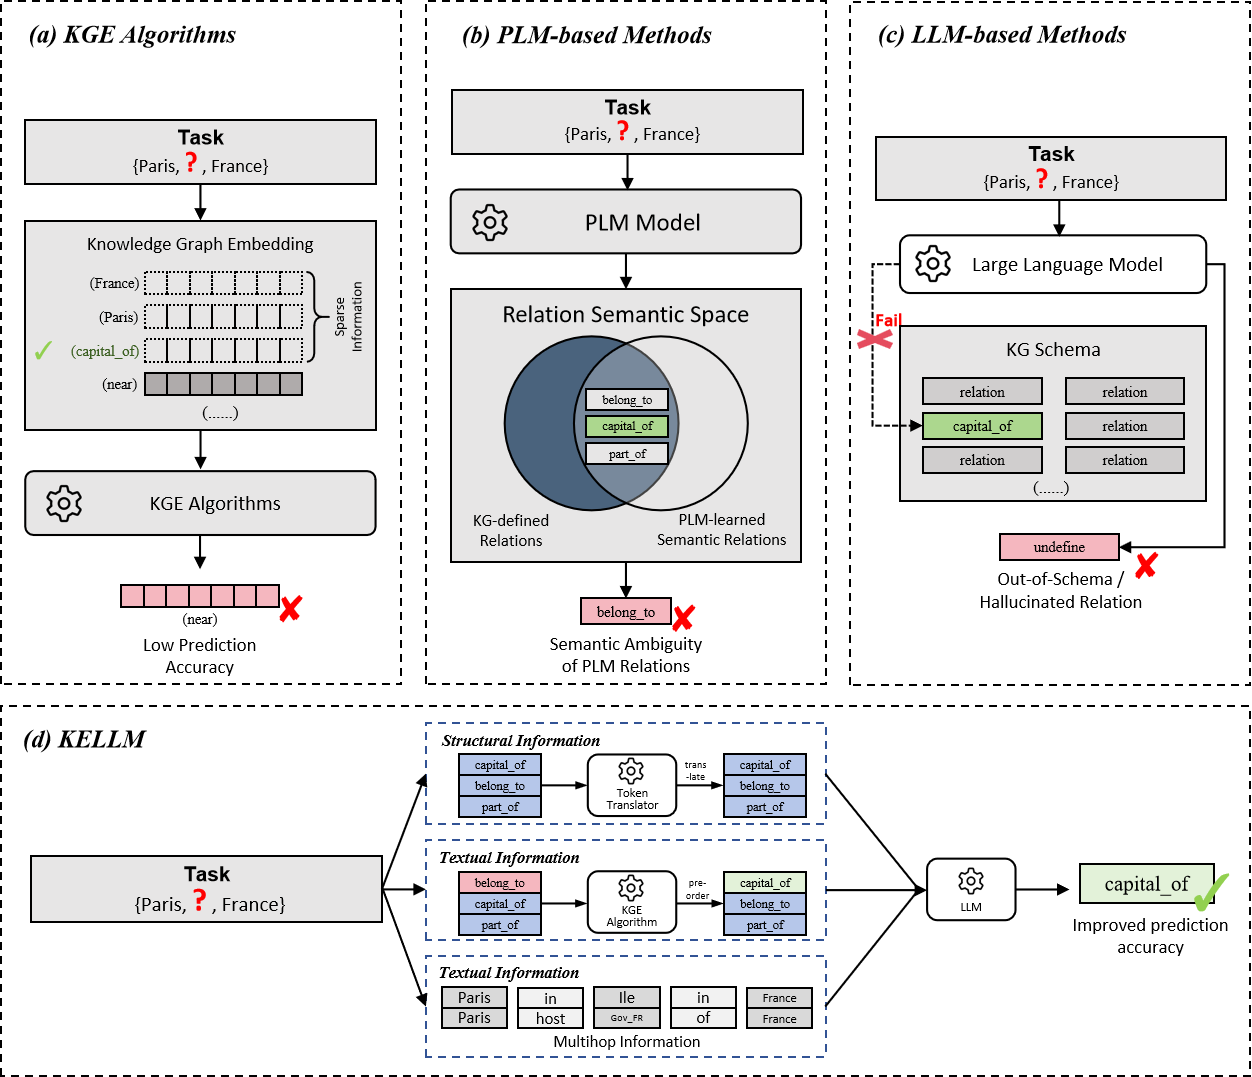 (a) KGE Algorithms
Task
{Paris, ? , France}
Knowledge Graph Embedding
(France)
(Paris)
(capital_of)
(near)
(......)
Sparse
Information
KGE Algorithms
(near)
Low Prediction
Accuracy
(b) PLM-based Methods
Task
{Paris, ? , France}
PLM Model
Relation Semantic Space
belong_to
capital_of
part_of
KG-defined
Relations
PLM-learned
Semantic Relations
belong_to
Semantic Ambiguity
of PLM Relations
(c) LLM-based Methods
Task
{Paris, ? , France}
Large Language Model
Fail
KG Schema
relation relation
capital_of relation
relation relation
(......)
undefine
Out-of-Schema /
Hallucinated Relation
(d) KELLM
Task
{Paris, ? , France}
Structural Information
capital_of
belong_to
part_of
Token
Translator
trans
-late
capital_of
belong_to
part_of
Textual Information
belong_to
capital_of
part_of
KGE
Algorithm
pre-
order
capital_of
belong_to
part_of
Textual Information
Paris in Ile in France
Paris host Gov_FR of France
Multihop Information
LLM
capital_of
Improved prediction
accuracy